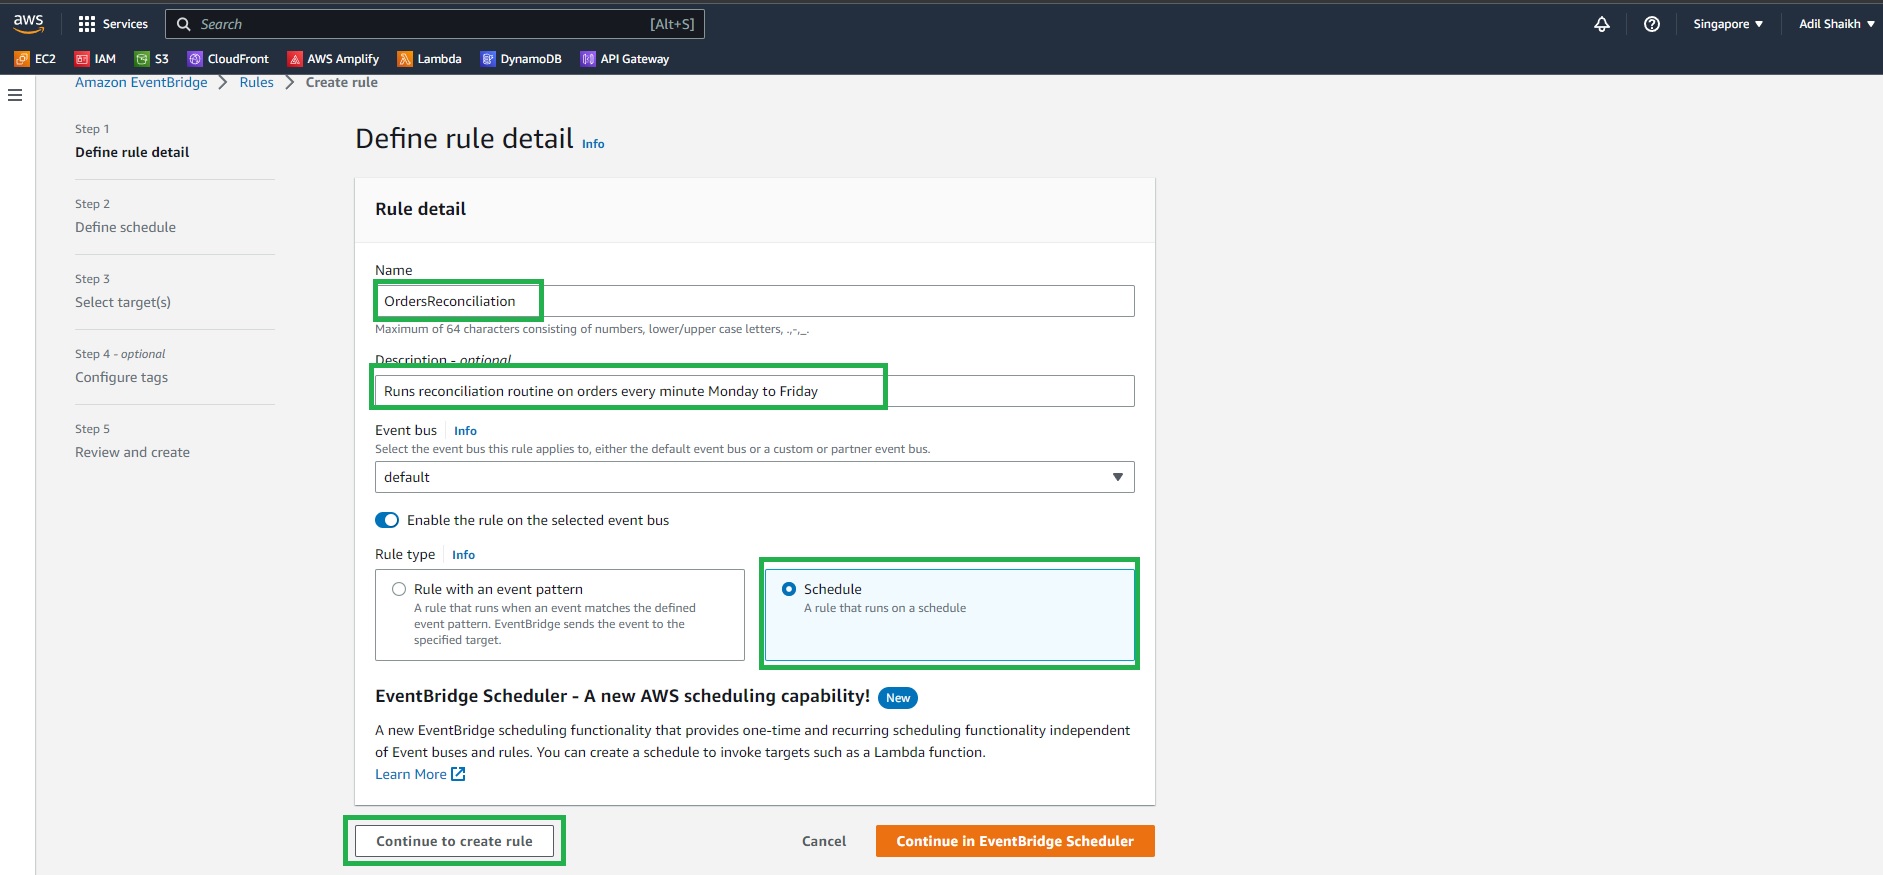 aws
Services
Search
[Alt+S]
Singapore
Adil Shaikh
EC2
IAM
S3
CloudFront
AWS Amplify
Lambda
DynamoDB
API Gateway
Amazon EventBridge
Rules
Create rule
Step 1
Define rule detail
Step 2
Define schedule
Step 3
Select target(s)
Step 4 - optional
Configure tags
Step 5
Review and create
Define rule detail Info
Rule detail
Name
OrdersReconciliation
Maximum of 64 characters consisting of numbers, lower/upper case letters, .,-,_.
Description - optional
Runs reconciliation routine on orders every minute Monday to Friday
Event bus Info
Select the event bus this rule applies to, either the default event bus or a custom or partner event bus.
default
Enable the rule on the selected event bus
Rule type Info
Rule with an event pattern
A rule that runs when an event matches the defined
event pattern. EventBridge sends the event to the
specified target.
Schedule
A rule that runs on a schedule
EventBridge Scheduler - A new AWS scheduling capability! New
A new EventBridge scheduling functionality that provides one-time and recurring scheduling functionality independent
of Event buses and rules. You can create a schedule to invoke targets such as a Lambda function.
Learn More
Continue to create rule
Cancel
Continue in EventBridge Scheduler